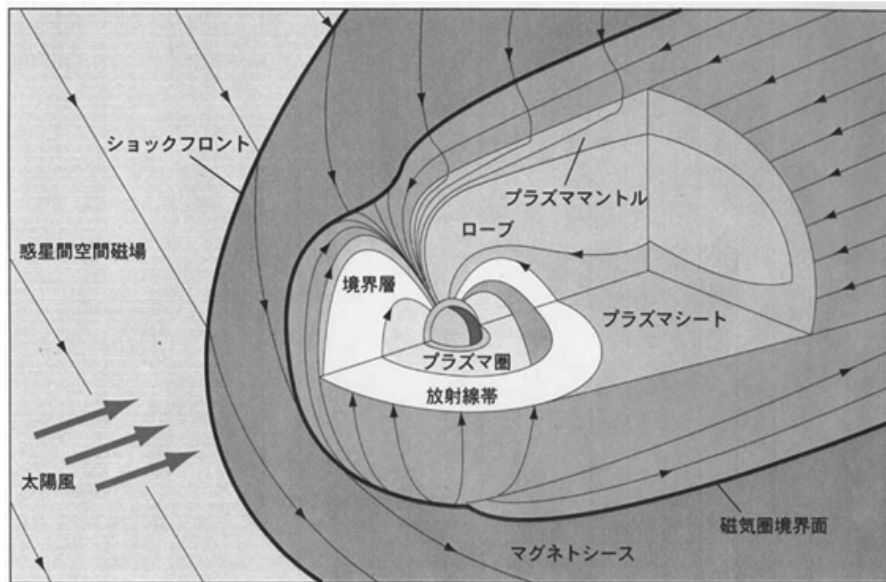 ショックフロント
プラズママントル
ローブ
惑星間空間磁場
境界層
プラズマシート
プラズマ圏
放射線帯
太陽風
磁気圏境界面
マグネトシース